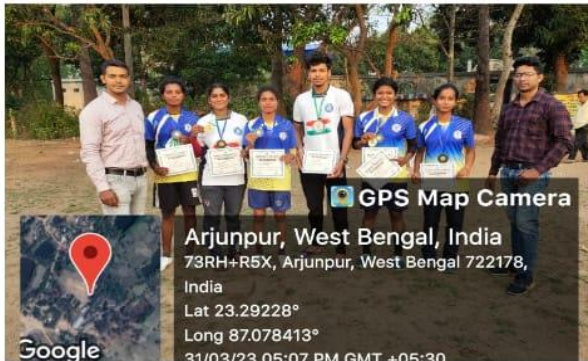 GPS Map Camera
Arjunpur, West Bengal, India
73RH+R5X, Arjunpur, West Bengal 722178,
India
Lat 23.29228°
Long 87.078413°
31/03/23 05:07 PM GMT +05:30
Google